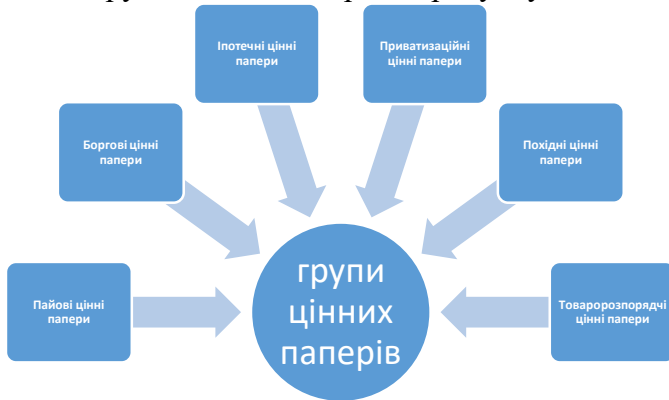 Іпотечні цінні
папери
Приватизаційні
цінні папери
Боргові цінні
папери
Похідні цінні
папери
Пайові цінні
папери
групи
цінних
паперів
Товаророзпорядчі
цінні папери